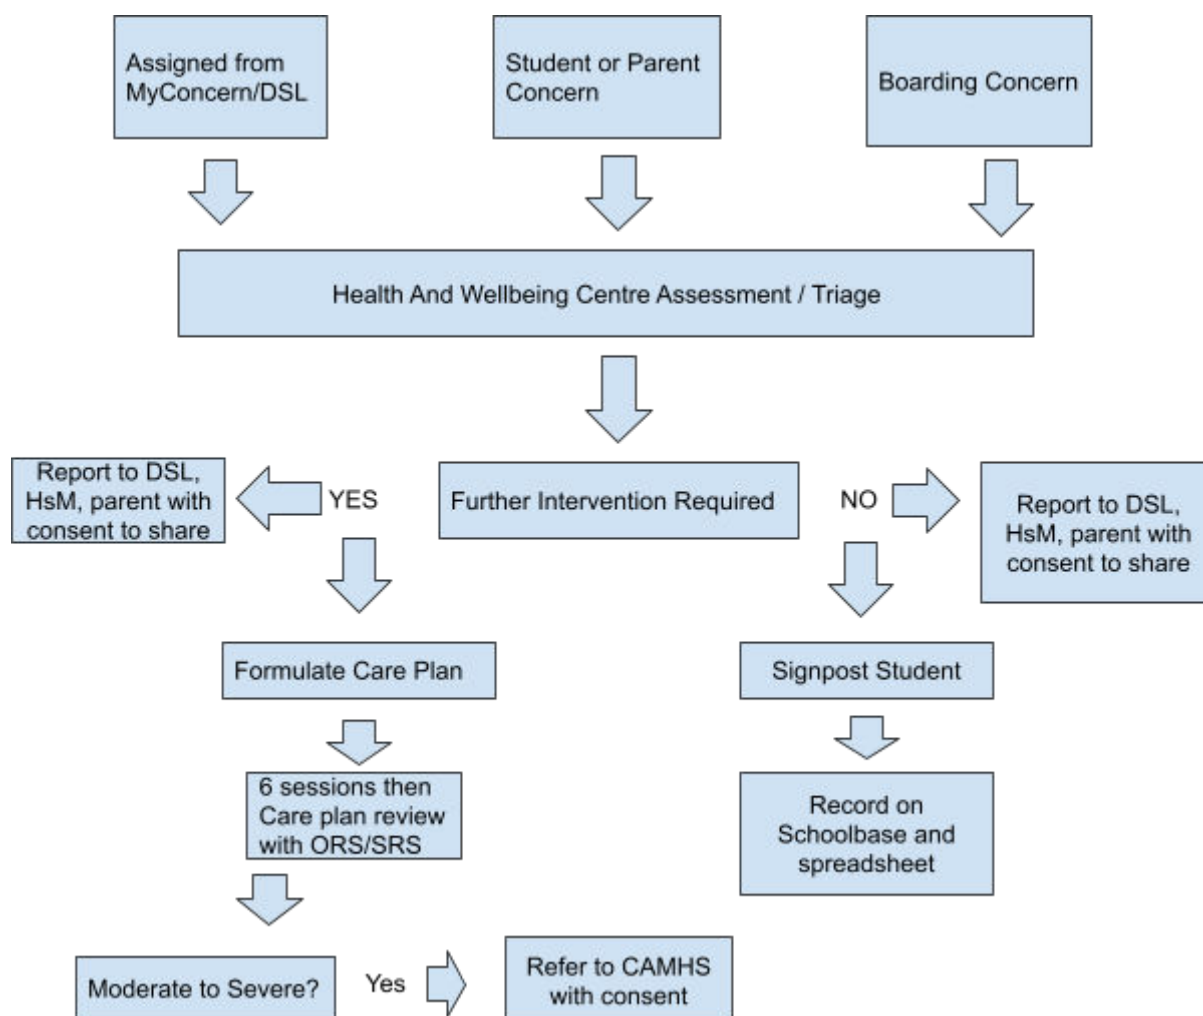 Assigned from
MyConcern/DSL
Student or Parent
Concern
Boarding Concern
Health And Wellbeing Centre Assessment / Triage
Report to DSL,
HsM, parent with
consent to share
YES
Further Intervention Required
NO
Report to DSL,
HsM, parent with
consent to share
Formulate Care Plan
Signpost Student
6 sessions then
Care plan review
with ORS/SRS
Record on
Schoolbase and
spreadsheet
Moderate to Severe?
Yes
Refer to CAMHS
with consent